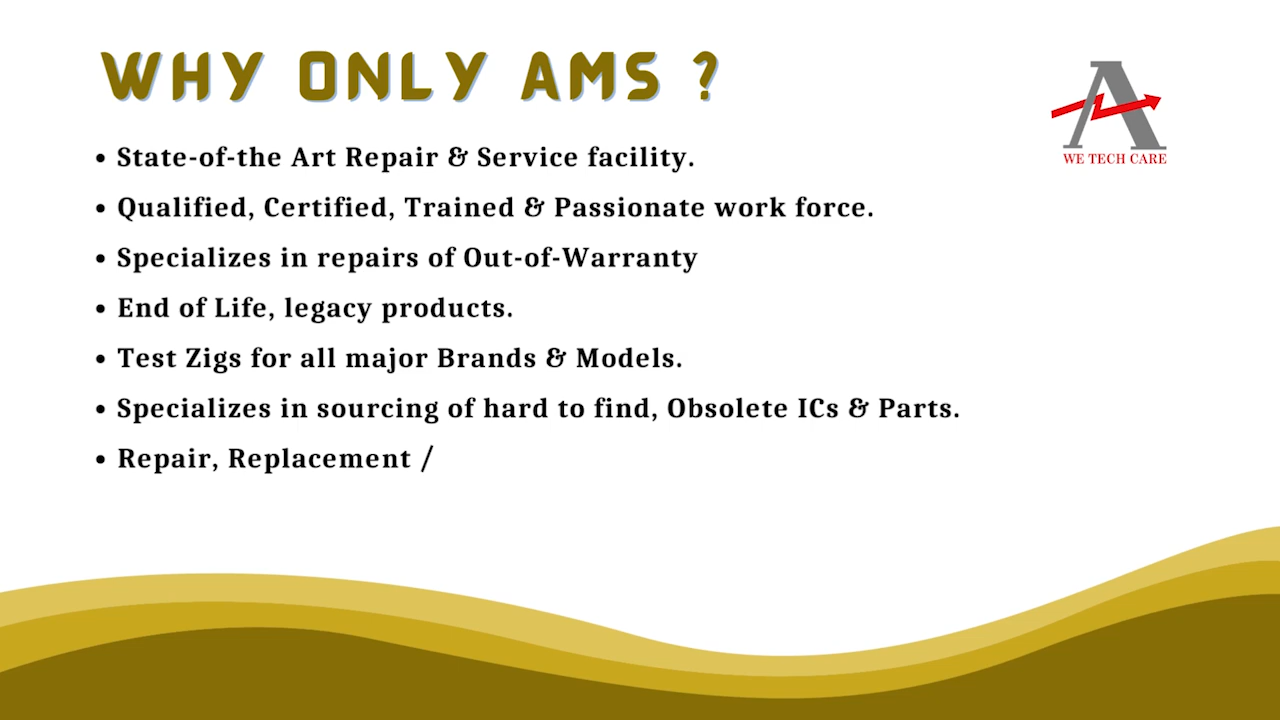 WHY ONLY AMS ?
WE TECH CARE
• State-of-the Art Repair & Service facility.
• Qualified, Certified, Trained & Passionate work force.
• Specializes in repairs of Out-of-Warranty
• End of Life, legacy products.
• Test Zigs for all major Brands & Models.
• Specializes in sourcing of hard to find, Obsolete ICs & Parts.
• Repair, Replacement /